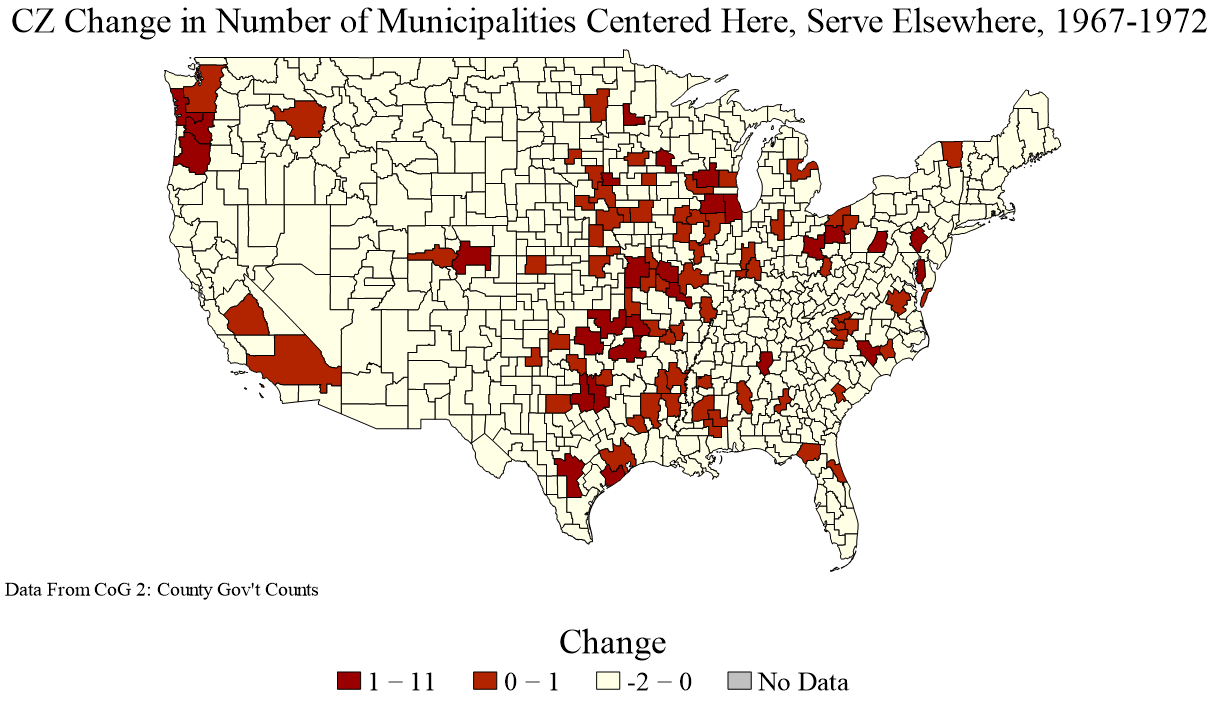 CZ Change in Number of Municipalities Centered Here, Serve Elsewhere, 1967-1972
Data From CoG 2: County Gov't Counts
Change
1 − 11 0 − 1 -2 − 0 No Data